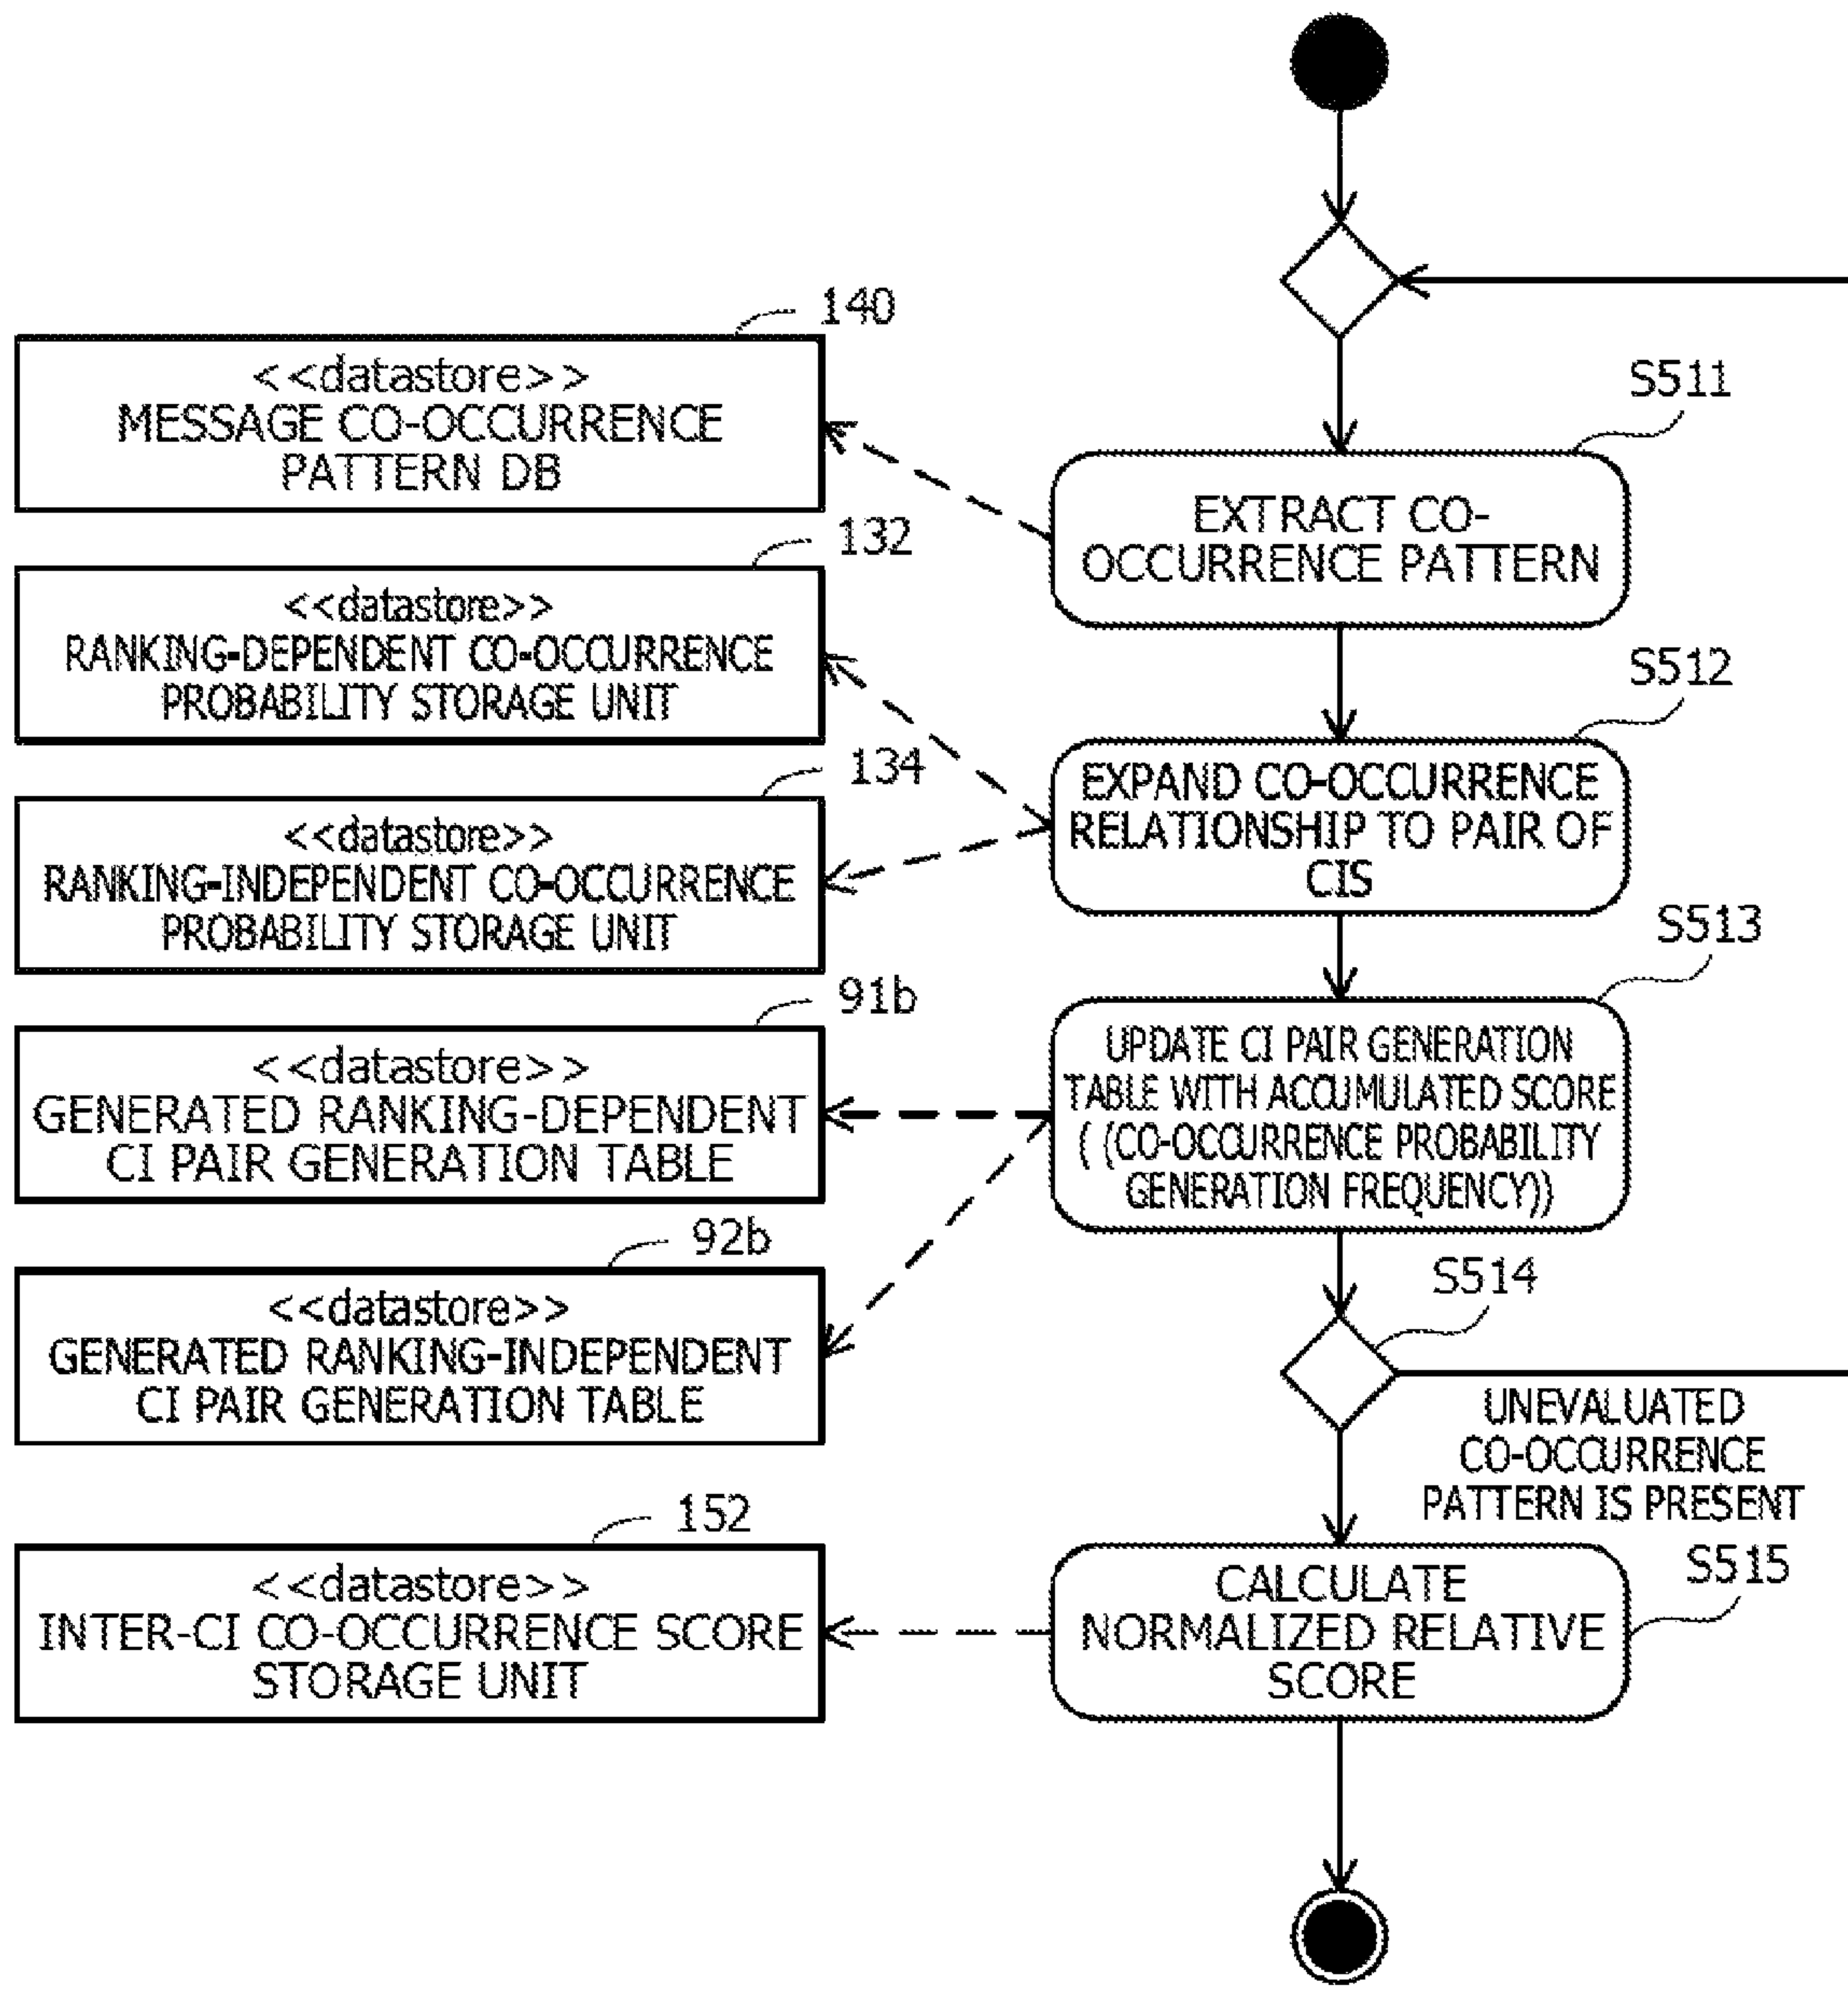 140
<<datastore>>
MESSAGE CO-OCCURRENCE
PATTERN DB
132
<<datastore>>
RANKING-DEPENDENT CO-OCCURRENCE
PROBABILITY STORAGE UNIT
134
<<datastore>>
RANKING-INDEPENDENT CO-OCCURRENCE
PROBABILITY STORAGE UNIT
91b
<<datastore>>
GENERATED RANKING-DEPENDENT
CI PAIR GENERATION TABLE
92b
<<datastore>>
GENERATED RANKING-INDEPENDENT
CI PAIR GENERATION TABLE
152
<<datastore>>
INTER-CI CO-OCCURRENCE SCORE
STORAGE UNIT
S511
EXTRACT CO-
OCCURRENCE PATTERN
S512
EXPAND CO-OCCURRENCE
RELATIONSHIP TO PAIR OF
CIS
S513
UPDATE CI PAIR GENERATION
TABLE WITH ACCUMULATED SCORE
( (CO-OCCURRENCE PROBABILITY
GENERATION FREQUENCY))
S514
UNEVALUATED
CO-OCCURRENCE
PATTERN IS PRESENT
S515
CALCULATE
NORMALIZED RELATIVE
SCORE